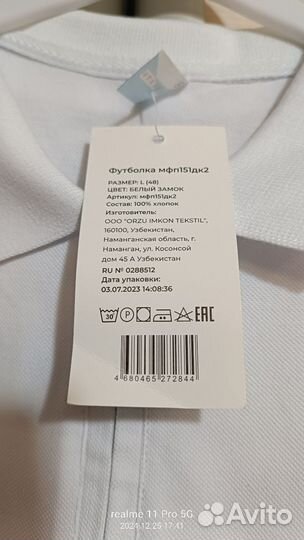 Футболка мфп151дк2
РАЗМЕР: L (48)
ЦВЕТ: БЕЛЫЙ ЗАМОК
Артикул: мфп151дк2
Состав: 100% хлопок
Изготовитель:
ООО "ORZU IMKON TEKSTIL",
160100, Узбекистан,
Наманганская область, г.
Наманган, ул. Косонсой
дом 45 А Узбекистан
RU № 0288512
Дата упаковки:
03.07.2023 14:08:36
30 P EAC
4 680465 272844
realme 11 Pro 5G
2024.12.25 17:41
Avito